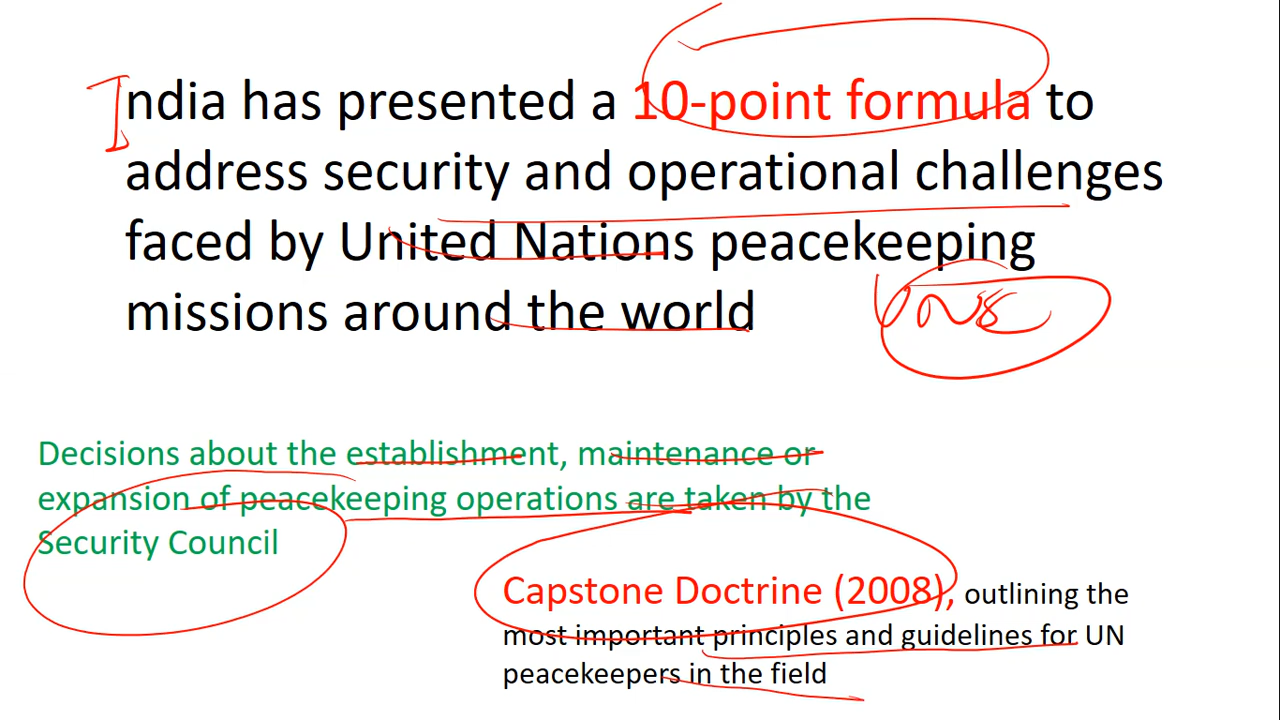 India has presented a 10-point formula to
address security and operational challenges
faced by United Nations peacekeeping
missions around the world
Decisions about the establishment, maintenance or
expansion of peacekeeping operations are taken by the
Security Council
Capstone Doctrine (2008), outlining the
most important principles and guidelines for UN
peacekeepers in the field